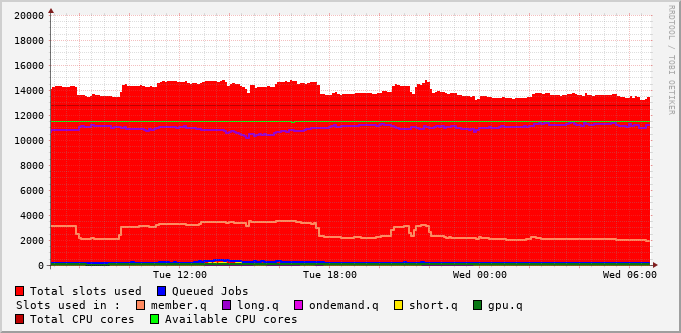 20000
18000
16000
14000
12000
10000
8000
6000
4000
2000
0
Tue 12:00 Tue 18:00 Wed 00:00 Wed 06:00
RRDTOOL / TOBI OETIKER
Total slots used Queued Jobs
Slots used in : member.q long.q ondemand.q short.q gpu.q
Total CPU cores Available CPU cores